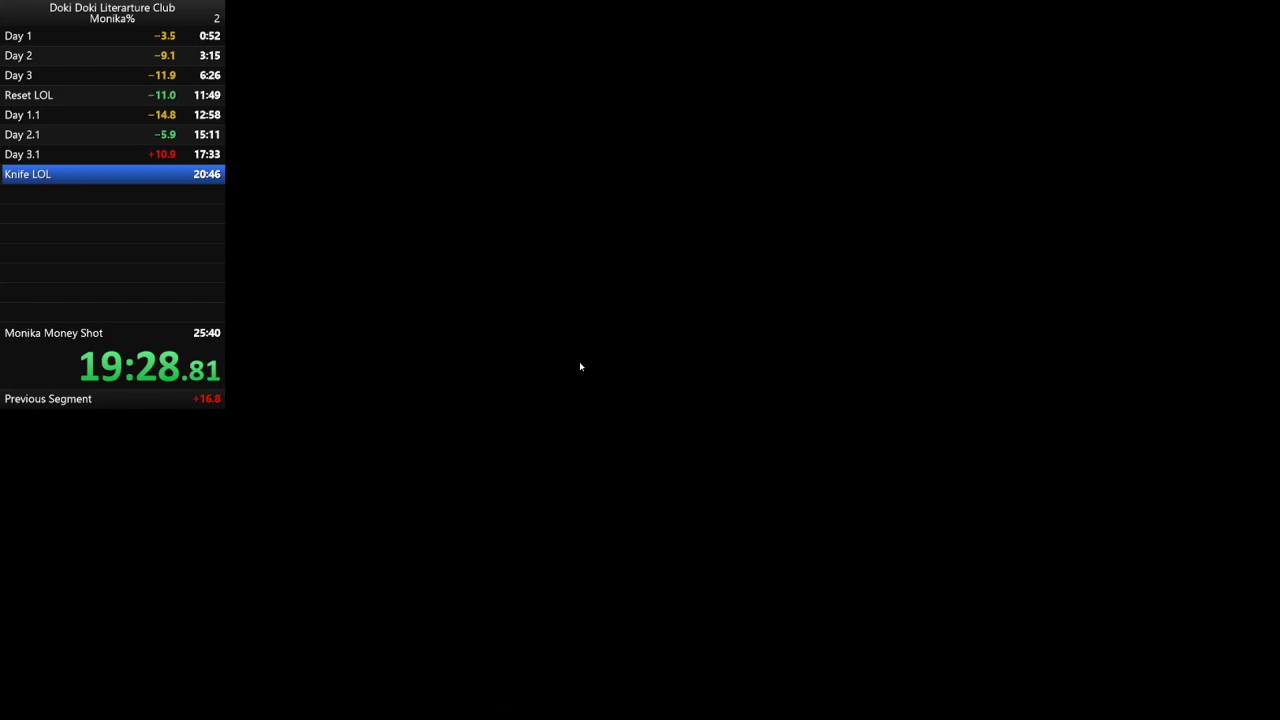 Doki Doki Literarture Club
Monika% 2
Day 1 −3.5 0:52
Day 2 −9.1 3:15
Day 3 −11.9 6:26
Reset LOL −11.0 11:49
Day 1.1 −14.8 12:58
Day 2.1 −5.9 15:11
Day 3.1 +10.9 17:33
Knife LOL 20:46
Monika Money Shot 25:40
19:28.81
Previous Segment +16.8